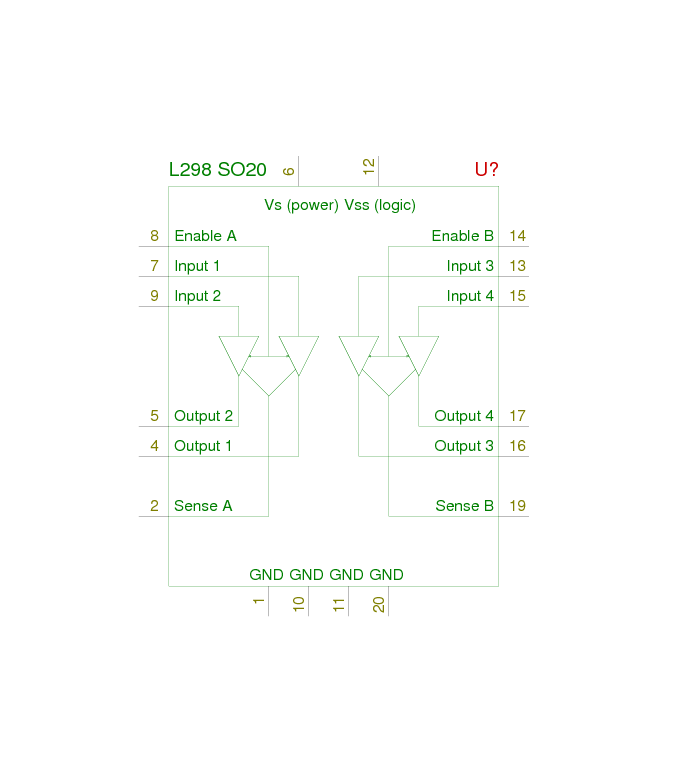 L298 SO20 6 12 U?
Vs (power) Vss (logic)
8 Enable A Enable B 14
7 Input 1 Input 3 13
9 Input 2 Input 4 15
5 Output 2 Output 4 17
4 Output 1 Output 3 16
2 Sense A Sense B 19
GND GND GND GND
1 10 11 20